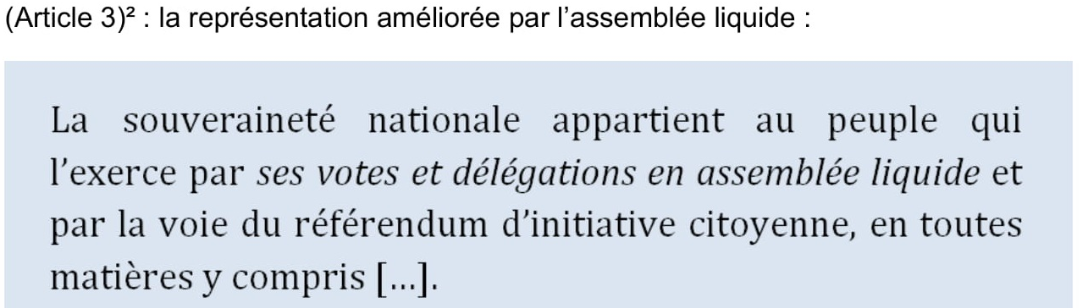 (Article 3)² : la représentation améliorée par l’assemblée liquide :
La souveraineté nationale appartient au peuple qui
l’exerce par ses votes et délégations en assemblée liquide et
par la voie du référendum d’initiative citoyenne, en toutes
matières y compris [...].